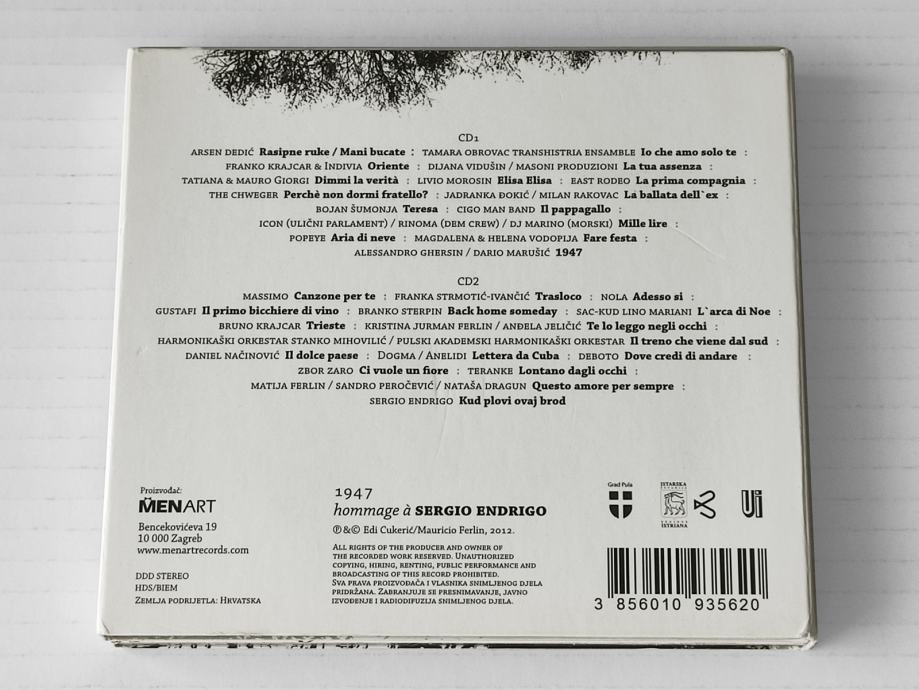 CD1
ARSEN DEDIĆ Rasipne ruke / Mani bucate : TAMARA OBROVAC TRANSHISTRIA ENSAMBLE Io che amo solo te :
FRANKO KRAJCAR & INDIVIA Oriente : DIJANA VIDUŠIN / MASONI PRODUZIONI La tua assenza :
TATIANA & MAURO GIORGI Dimmi la verità : LIVIO MOROSIN Elisa Elisa : EAST RODEO La prima compagnia :
THE CHWEGER Perchè non dormi fratello? : JADRANKA ĐOKIĆ / MILAN RAKOVAC La ballata dell`ex :
BOJAN ŠUMONJA Teresa : CIGO MAN BAND Il pappagallo :
ICON (ULIČNI PARLAMENT) / RINOMA (DEM CREW) / DJ MARINO (MORSKI) Mille lire :
POPEYE Aria di neve : MAGDALENA & HELENA VODOPIJA Fare festa :
ALESSANDRO GHERSIN / DARIO MARUŠIĆ 1947
CD2
MASSIMO Canzone per te : FRANKA STRMOTIĆ-IVANČIĆ Trasloco : NOLA Adesso si :
GUSTAFI Il primo bicchiere di vino : BRANKO STERPIN Back home someday : SAC-KUD LINO MARIANI L`arca di Noe :
BRUNO KRAJCAR Trieste : KRISTINA JURMAN FERLIN / ANĐELA JELIČIĆ Te lo leggo negli occhi :
HARMONIKAŠKI ORKESTAR STANKO MIHOVILIĆ / PULSKI AKADEMSKI HARMONIKAŠKI ORKESTAR Il treno che viene dal sud :
DANIEL NAČINOVIĆ Il dolce paese : DOGMA / ANELIDI Lettera da Cuba : DEBOTO Dove credi di andare :
ZBOR ZARO Ci vuole un fiore : TERANKE Lontano dagli occhi :
MATIJA FERLIN / SANDRO PEROČEVIĆ / NATAŠA DRAGUN Questo amore per sempre :
SERGIO ENDRIGO Kud plovi ovaj brod
Proizvođač:
MENART
Bencekovićeva 19
10 000 Zagreb
www.menartrecords.com
DDD STEREO
HDS/BIEM
ZEMLJA PODRIJETLA: HRVATSKA
1947
hommage à SERGIO ENDRIGO
℗&© Edi Cukerić/Mauricio Ferlin, 2012.
ALL RIGHTS OF THE PRODUCER AND OWNER OF
THE RECORDED WORK RESERVED. UNAUTHORIZED
COPYING, HIRING, RENTING, PUBLIC PERFORMANCE AND
BROADCASTING OF THIS RECORD PROHIBITED.
SVA PRAVA PROIZVOĐAČA I VLASNIKA SNIMLJENOG DJELA
PRIDRŽANA. ZABRANJUJE SE PRESNIMAVANJE, JAVNO
IZVOĐENJE I RADIODIFUZIJA SNIMLJENOG DJELA.
Grad Pula
ISTARSKA
ISTRIANA
3 856010 935620